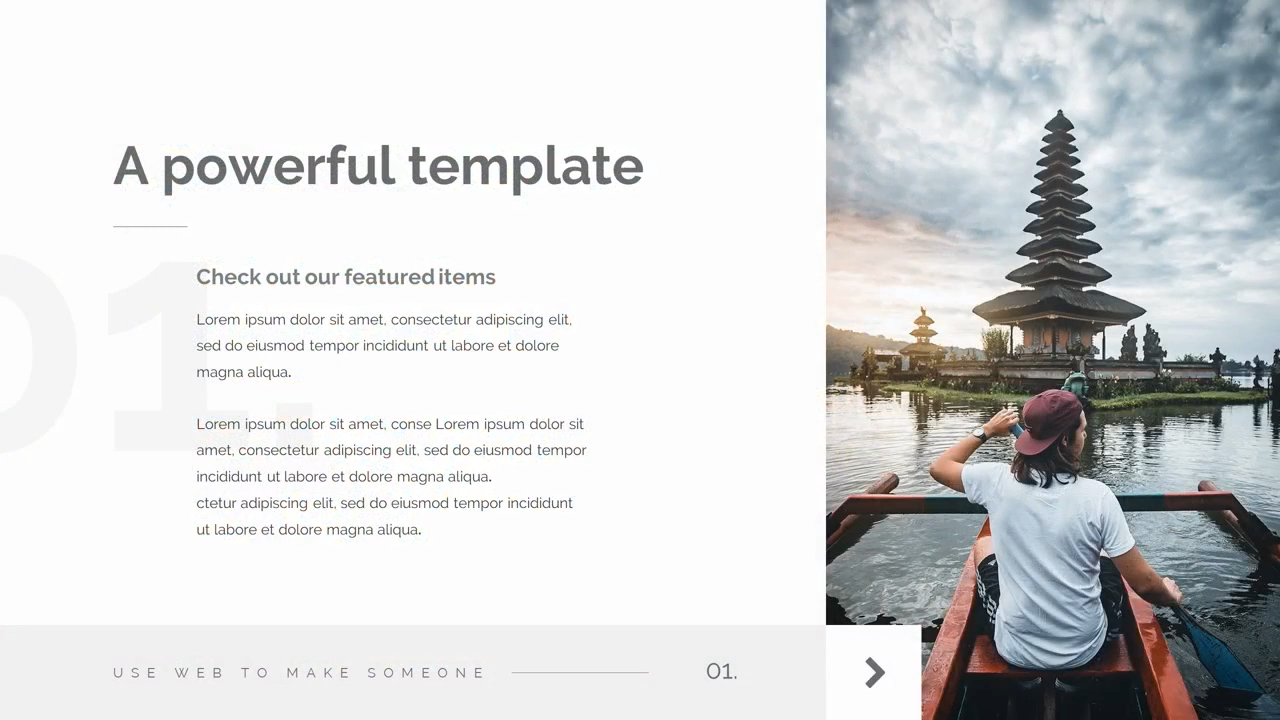 A powerful template
01.
Check out our featured items
Lorem ipsum dolor sit amet, consectetur adipiscing elit,
sed do eiusmod tempor incididunt ut labore et dolore
magna aliqua.
Lorem ipsum dolor sit amet, conse Lorem ipsum dolor sit
amet, consectetur adipiscing elit, sed do eiusmod tempor
incididunt ut labore et dolore magna aliqua.
ctetur adipiscing elit, sed do eiusmod tempor incididunt
ut labore et dolore magna aliqua.
USE WEB TO MAKE SOMEONE
01.